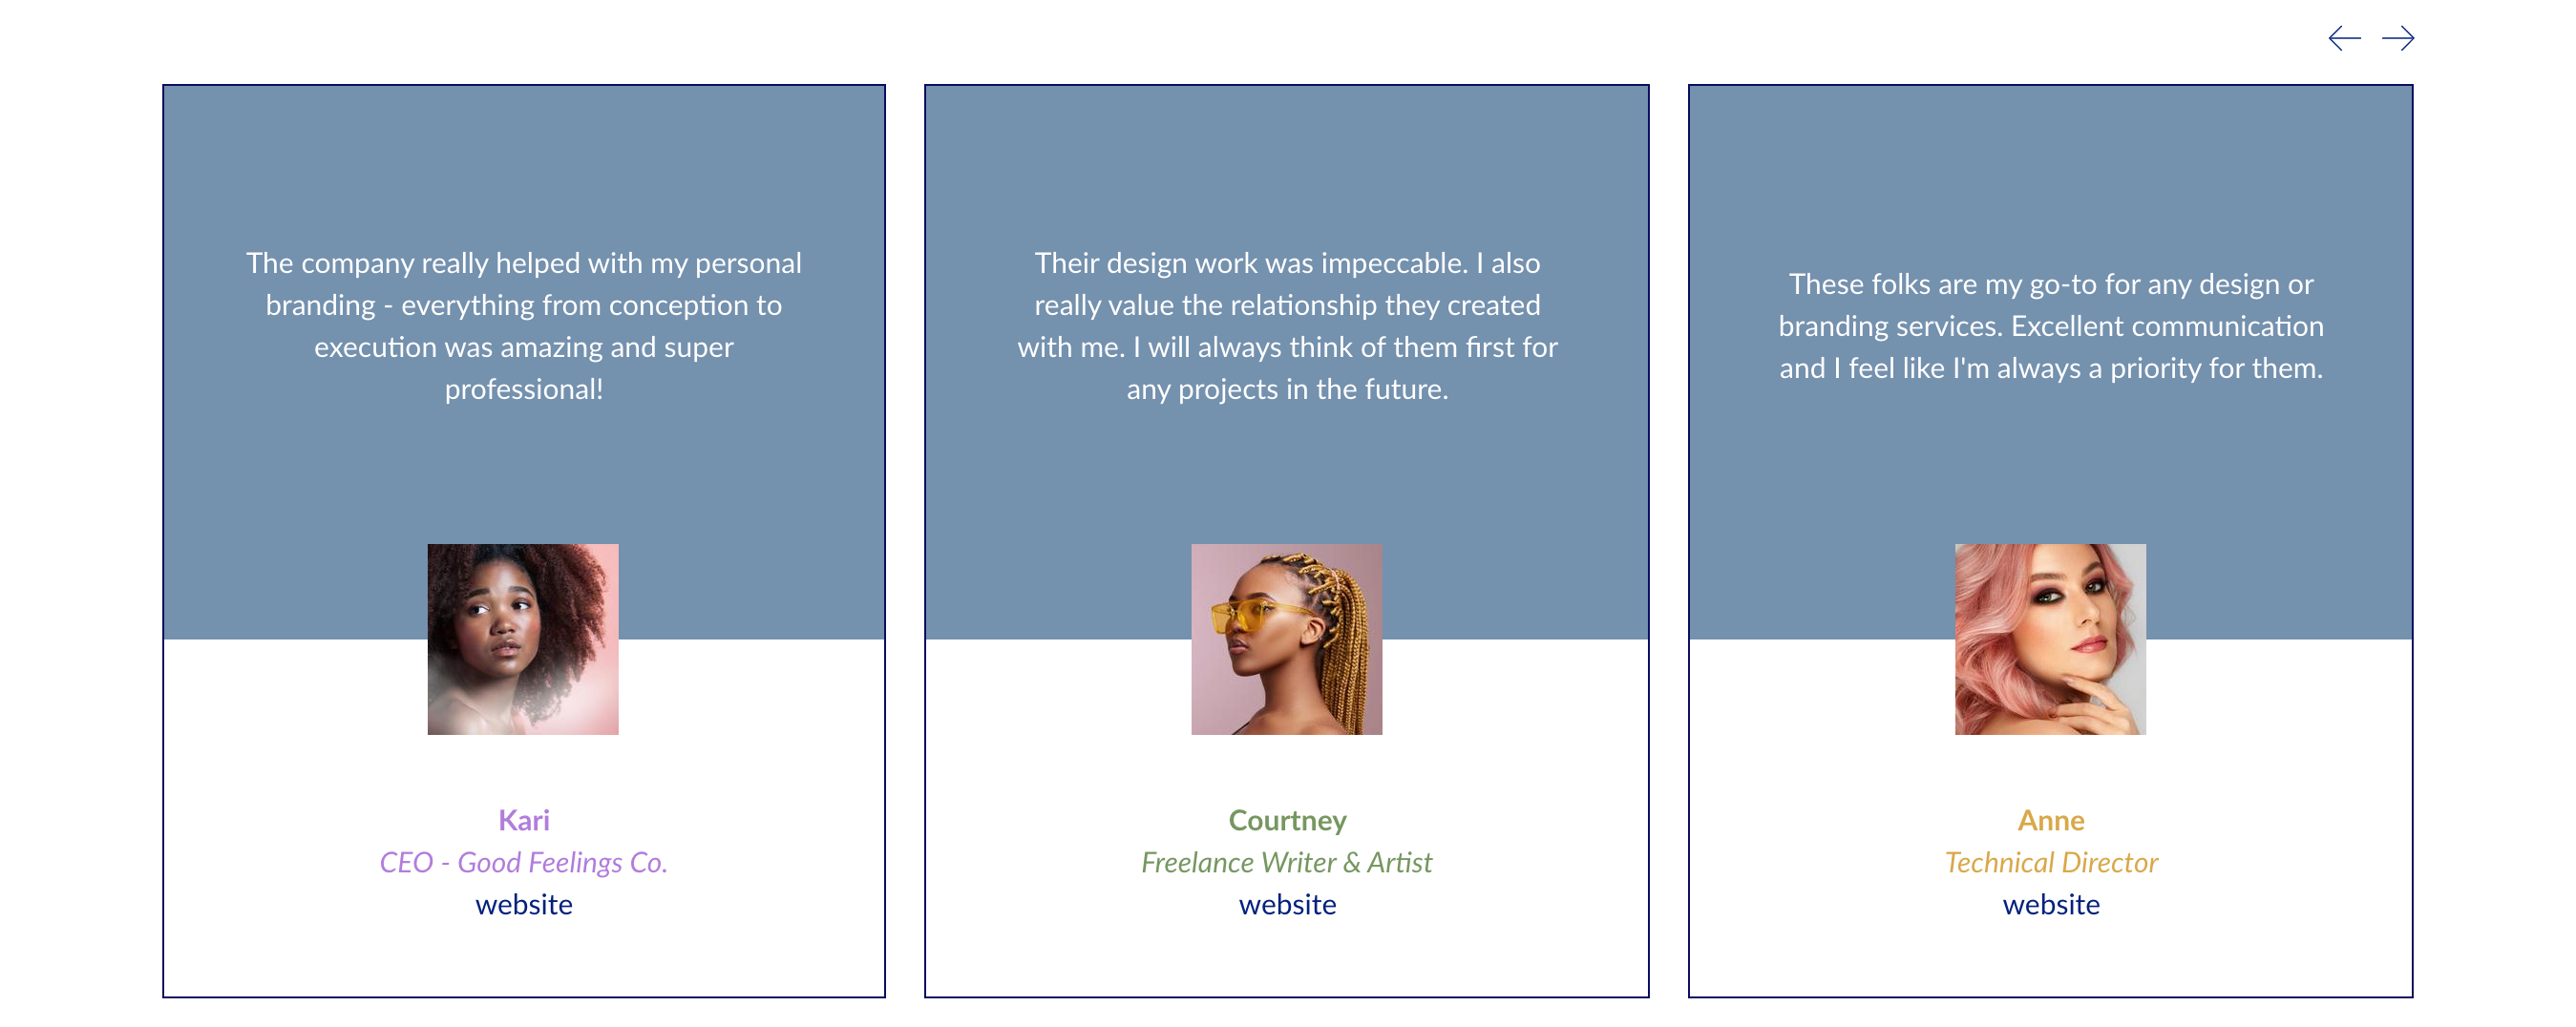 The company really helped with my personal
branding - everything from conception to
execution was amazing and super
professional!
Kari
CEO - Good Feelings Co.
website
Their design work was impeccable. I also
really value the relationship they created
with me. I will always think of them first for
any projects in the future.
Courtney
Freelance Writer & Artist
website
These folks are my go-to for any design or
branding services. Excellent communication
and I feel like I'm always a priority for them.
Anne
Technical Director
website